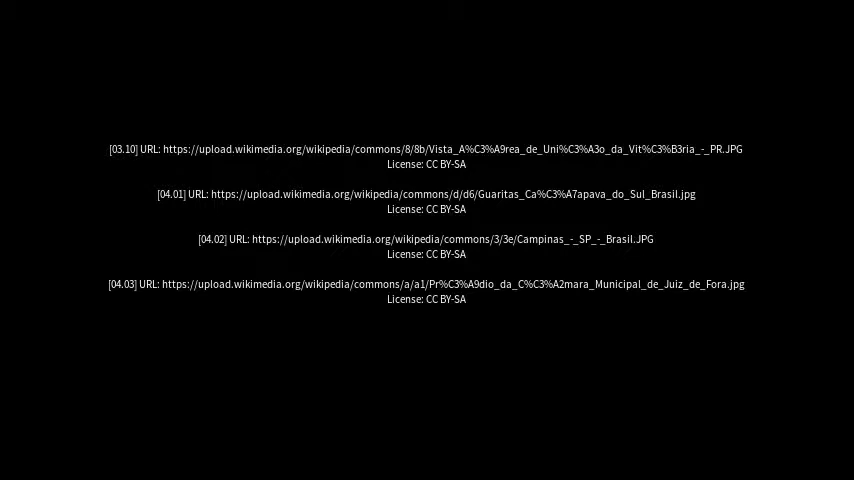 [03.10] URL: https://upload.wikimedia.org/wikipedia/commons/8/8b/Vista_A%C3%A9rea_de_Uni%C3%A3o_da_Vit%C3%B3ria_-_PR.JPG
License: CC BY-SA
[04.01] URL: https://upload.wikimedia.org/wikipedia/commons/d/d6/Guaritas_Ca%C3%A7apava_do_Sul_Brasil.jpg
License: CC BY-SA
[04.02] URL: https://upload.wikimedia.org/wikipedia/commons/3/3e/Campinas_-_SP_-_Brasil.JPG
License: CC BY-SA
[04.03] URL: https://upload.wikimedia.org/wikipedia/commons/a/a1/Pr%C3%A9dio_da_C%C3%A2mara_Municipal_de_Juiz_de_Fora.jpg
License: CC BY-SA